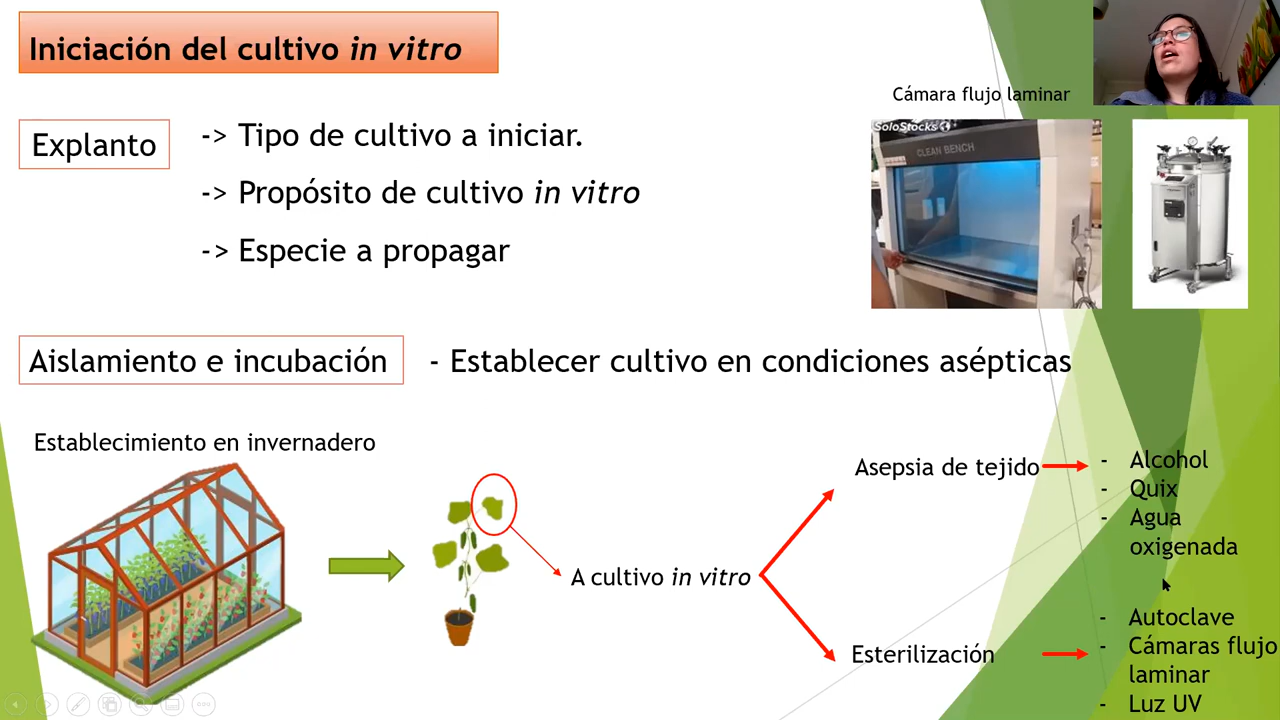 Iniciación del cultivo in vitro
Cámara flujo laminar
Explanto
-> Tipo de cultivo a iniciar.
-> Propósito de cultivo in vitro
-> Especie a propagar
SoloStocks
CLEAN BENCH
Aislamiento e incubación
- Establecer cultivo en condiciones asépticas
Establecimiento en invernadero
A cultivo in vitro
Asepsia de tejido
- Alcohol
- Quix
- Agua
oxigenada
Esterilización
- Autoclave
- Cámaras flujo
laminar
- Luz UV